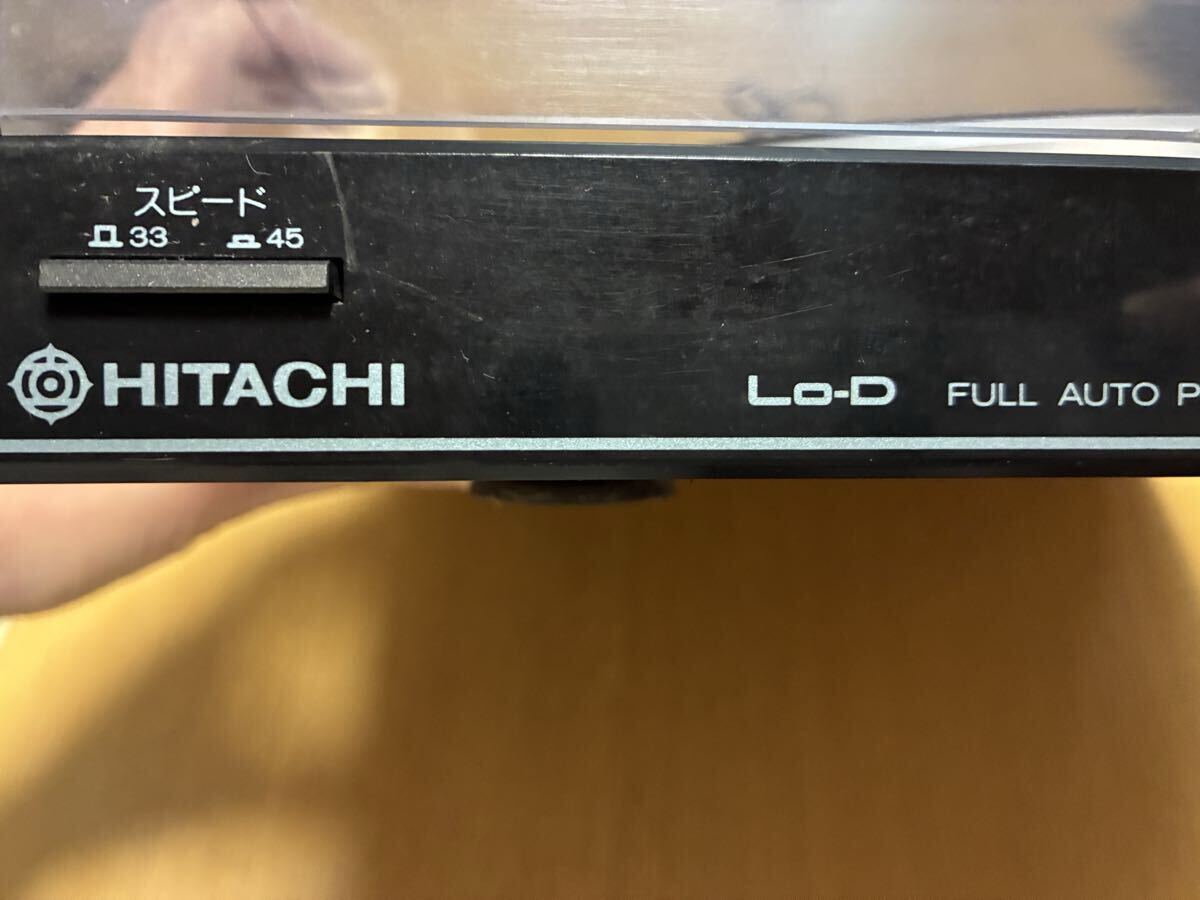 スピード
33 45
HITACHI Lo-D FULL AUTO P